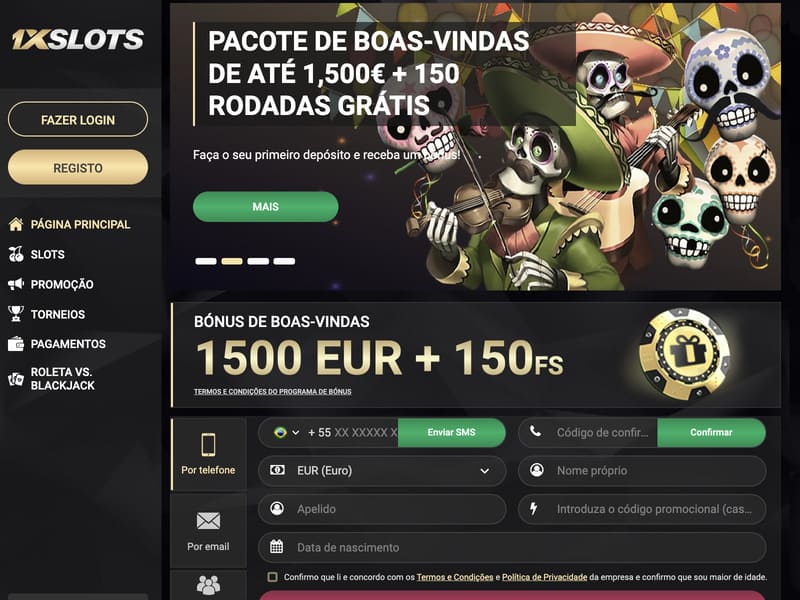 1XSLOTS
FAZER LOGIN
REGISTO
PÁGINA PRINCIPAL
SLOTS
PROMOÇÃO
TORNEIOS
PAGAMENTOS
ROLETA VS.
BLACKJACK
PACOTE DE BOAS-VINDAS
DE ATÉ 1,500€ + 150
RODADAS GRÁTIS
Faça o seu primeiro depósito e receba um bónus!
MAIS
BÓNUS DE BOAS-VINDAS
1500 EUR + 150FS
TERMOS E CONDIÇÕES DO PROGRAMA DE BÓNUS
Por telefone
Por email
+ 55 XX XXXXX X
Enviar SMS
Código de confir...
Confirmar
EUR (Euro)
Nome próprio
Apelido
Introduza o código promocional (cas...
Data de nascimento
Confirmo que li e concordo com os Termos e Condições e Política de Privacidade da empresa e confirmo que sou maior de idade.